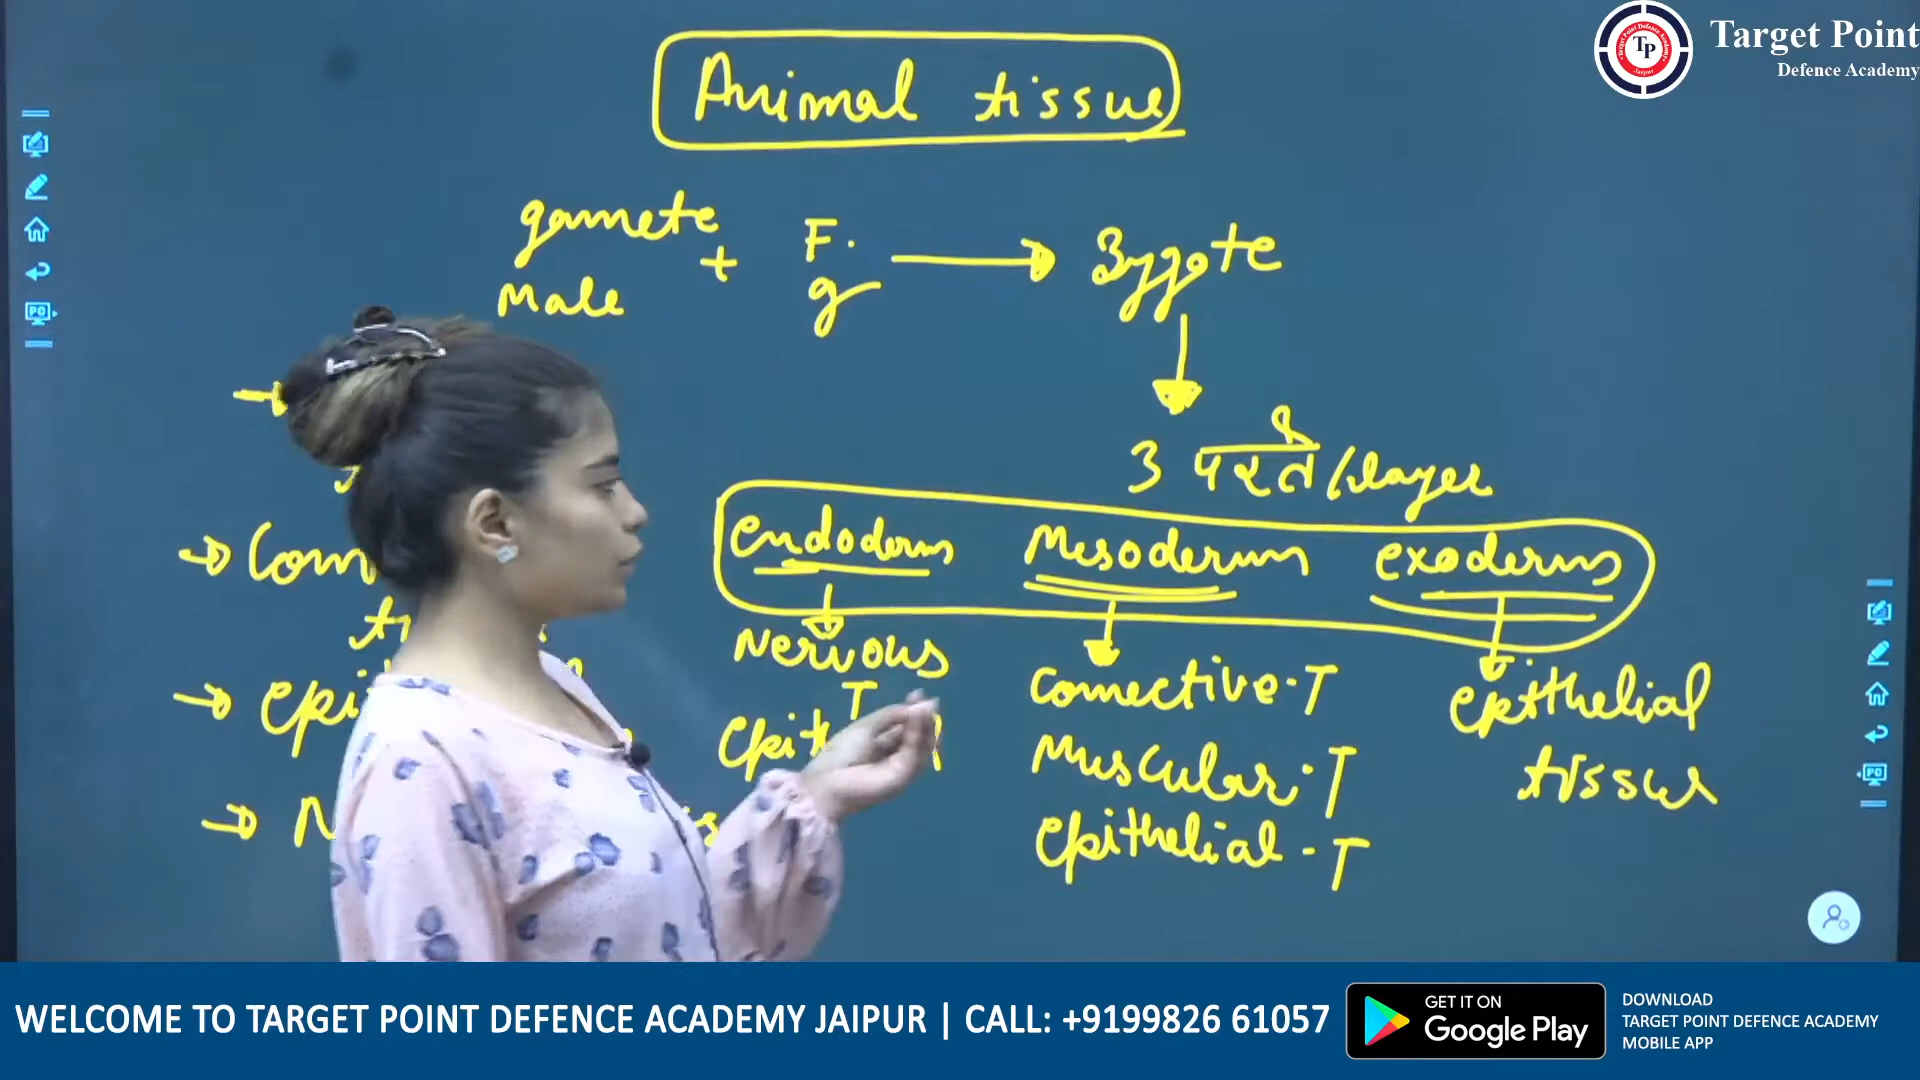 Target Point
Defence Academy
Animal tissue
gamete
Male
+
F.
g
Zygote
3 परत / layer
endoderm Mesoderm exoderm
Nervous
T
Connective.T
Muscular.T
Epithelial - T
epithelial
tissue
WELCOME TO TARGET POINT DEFENCE ACADEMY JAIPUR | CALL: +9199826 61057
GET IT ON
Google Play
DOWNLOAD
TARGET POINT DEFENCE ACADEMY
MOBILE APP